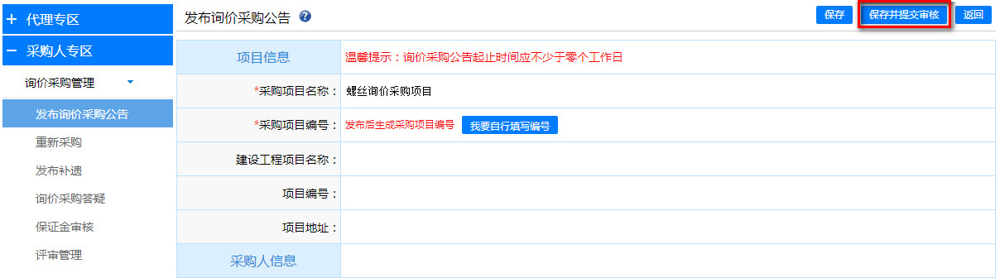 代理专区
采购人专区
询价采购管理
发布询价采购公告
重新采购
发布补遗
询价采购答疑
保证金审核
评审管理
发布询价采购公告 ?
保存 保存并提交审核 返回
项目信息 温馨提示：询价采购公告起止时间应不少于零个工作日
*采购项目名称： 螺丝询价采购项目
*采购项目编号： 发布后生成采购项目编号 我要自行填写编号
建设工程项目名称：
项目编号：
项目地址：
采购人信息